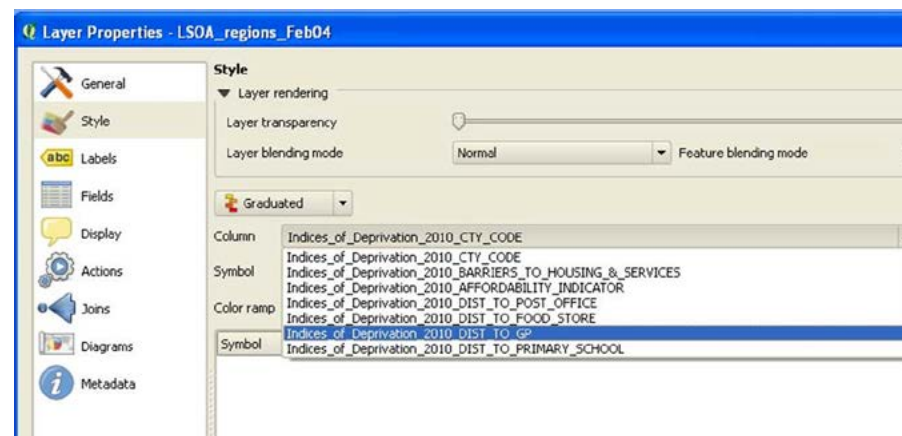 Layer Properties - LSOA_regions_Feb04
General
Style
abc Labels
Fields
Display
Actions
Joins
Diagrams
Metadata
Style
Layer rendering
Layer transparency
Layer blending mode Normal Feature blending mode
Graduated
Column Indices_of_Deprivation_2010_CTY_CODE
Indices_of_Deprivation_2010_CTY_CODE
Symbol Indices_of_Deprivation_2010_BARRIERS_TO_HOUSING_&_SERVICES
Indices_of_Deprivation_2010_AFFORDABILITY_INDICATOR
Color ramp Indices_of_Deprivation_2010_DIST_TO_POST_OFFICE
Indices_of_Deprivation_2010_DIST_TO_FOOD_STORE
Indices_of_Deprivation_2010_DIST_TO_GP
Symbol Indices_of_Deprivation_2010_DIST_TO_PRIMARY_SCHOOL